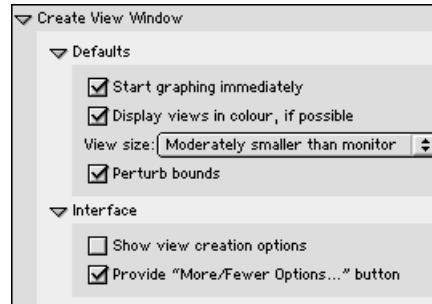 Create View Window
Defaults
Start graphing immediately
Display views in colour, if possible
View size: Moderately smaller than monitor
Perturb bounds
Interface
Show view creation options
Provide “More/Fewer Options...” button